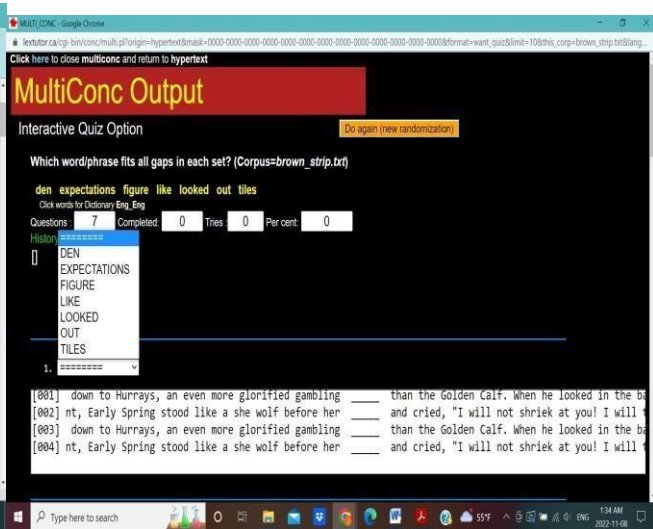 MULTI_CONC - Google Chrome
lextutor.ca/cgi-bin/conc/multi.pl?origin=hypertext&mask=0000-0000-0000-0000-0000-0000-0000-0000-0000-0000-0000-0000&format=want_quiz&limit=10&this_corp=brown_strip.txt&lang...
Click here to close multiconc and return to hypertext
MultiConc Output
Interactive Quiz Option
Do again (new randomization)
Which word/phrase fits all gaps in each set? (Corpus=brown_strip.txt)
den expectations figure like looked out tiles
Click words for Dictionary Eng_Eng
Questions : 7 Completed: 0 Tries : 0 Per cent: 0
History ========
[]
DEN
EXPECTATIONS
FIGURE
LIKE
LOOKED
OUT
TILES
1. ========
[001] down to Hurrays, an even more glorified gambling _____ than the Golden Calf. When he looked in the ba
[002] nt, Early Spring stood like a she wolf before her _____ and cried, "I will not shriek at you! I will t
[003] down to Hurrays, an even more glorified gambling _____ than the Golden Calf. When he looked in the ba
[004] nt, Early Spring stood like a she wolf before her _____ and cried, "I will not shriek at you! I will t
Type here to search
55°F
ENG
1:34 AM
2022-11-08